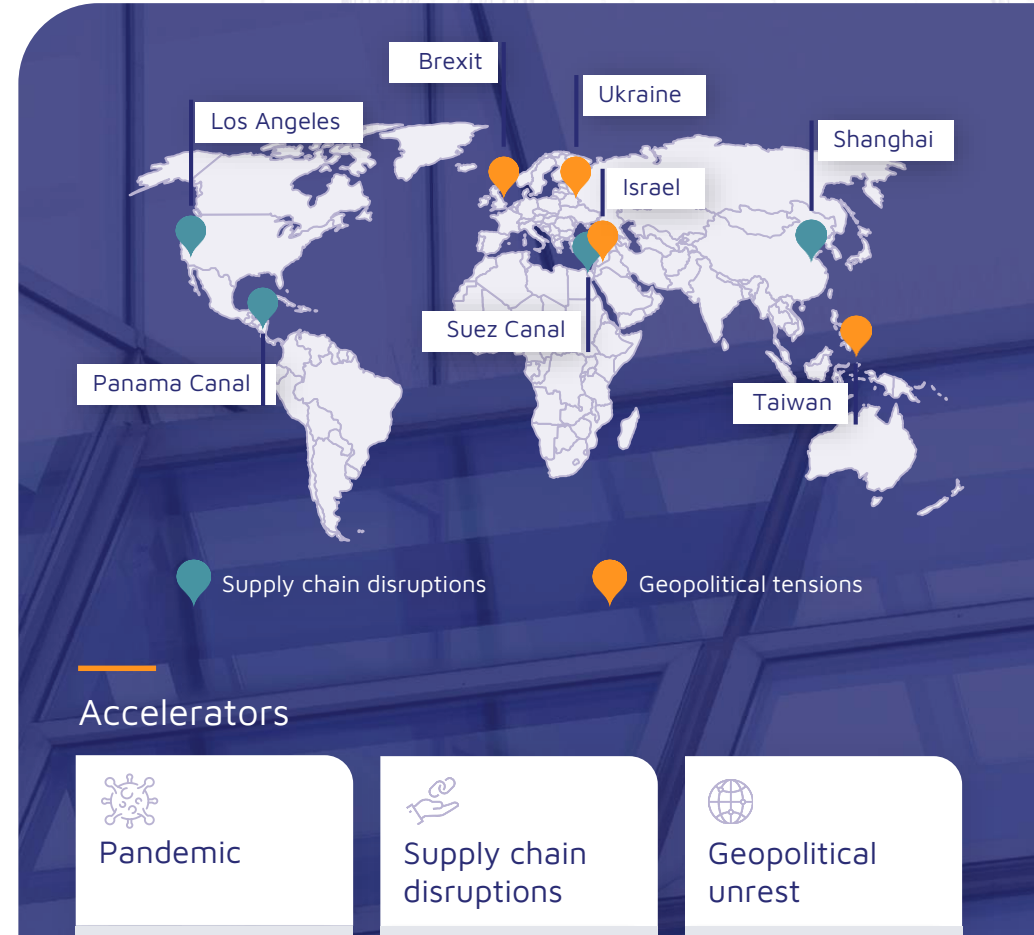 Brexit
Ukraine
Los Angeles
Shanghai
Israel
Suez Canal
Panama Canal
Taiwan
Supply chain disruptions
Geopolitical tensions
Accelerators
Pandemic
Supply chain
disruptions
Geopolitical
unrest